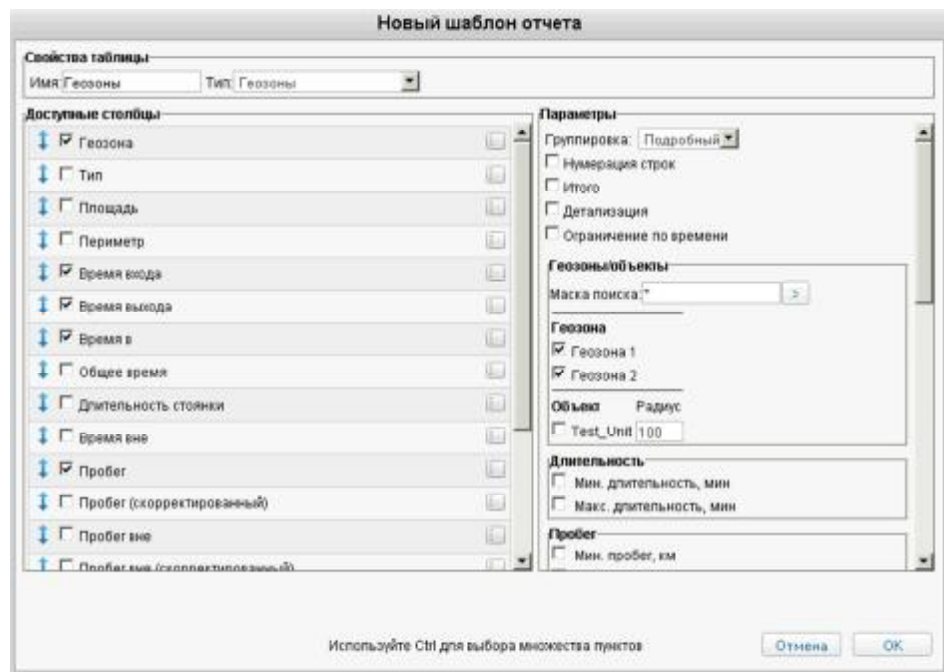 Новый шаблон отчета
Свойства таблицы
Имя: Геозоны Тип: Геозоны
Доступные столбцы
Геозона
Тип
Площадь
Периметр
Время входа
Время выхода
Время в
Общее время
Длительность стоянки
Время вне
Пробег
Пробег (скорректированный)
Пробег вне
Пробег вне (скорректированный)
Параметры
Группировка: Подробный
Нумерация строк
Итого
Детализация
Ограничение по времени
Геозоны/объекты
Маска поиска: * >
Геозона
Геозона 1
Геозона 2
Объект Радиус
Test_Unit 100
Длительность
Мин. длительность, мин
Макс. длительность, мин
Пробег
Мин. пробег, км
Используйте Ctrl для выбора множества пунктов
Отмена OK